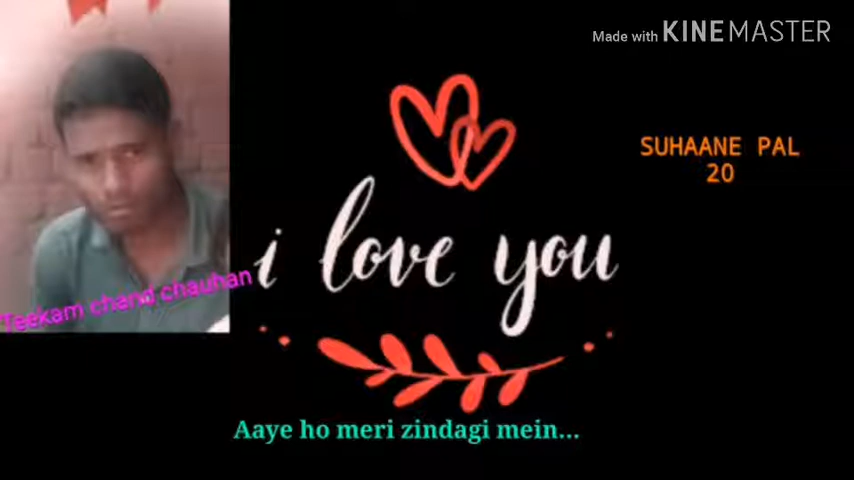 Made with KINEMASTER
SUHAANE PAL
20
i love you
Teekam chand chauhan
Aaye ho meri zindagi mein...